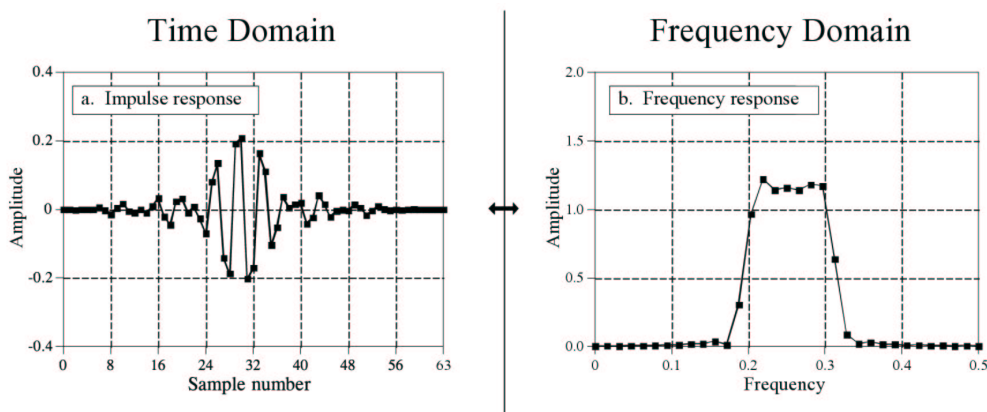 Time Domain
Frequency Domain
a. Impulse response
0.4
0.2
0
-0.2
-0.4
Amplitude
0 8 16 24 32 40 48 56 63
Sample number
b. Frequency response
2.0
1.5
1.0
0.5
0.0
Amplitude
0 0.1 0.2 0.3 0.4 0.5
Frequency